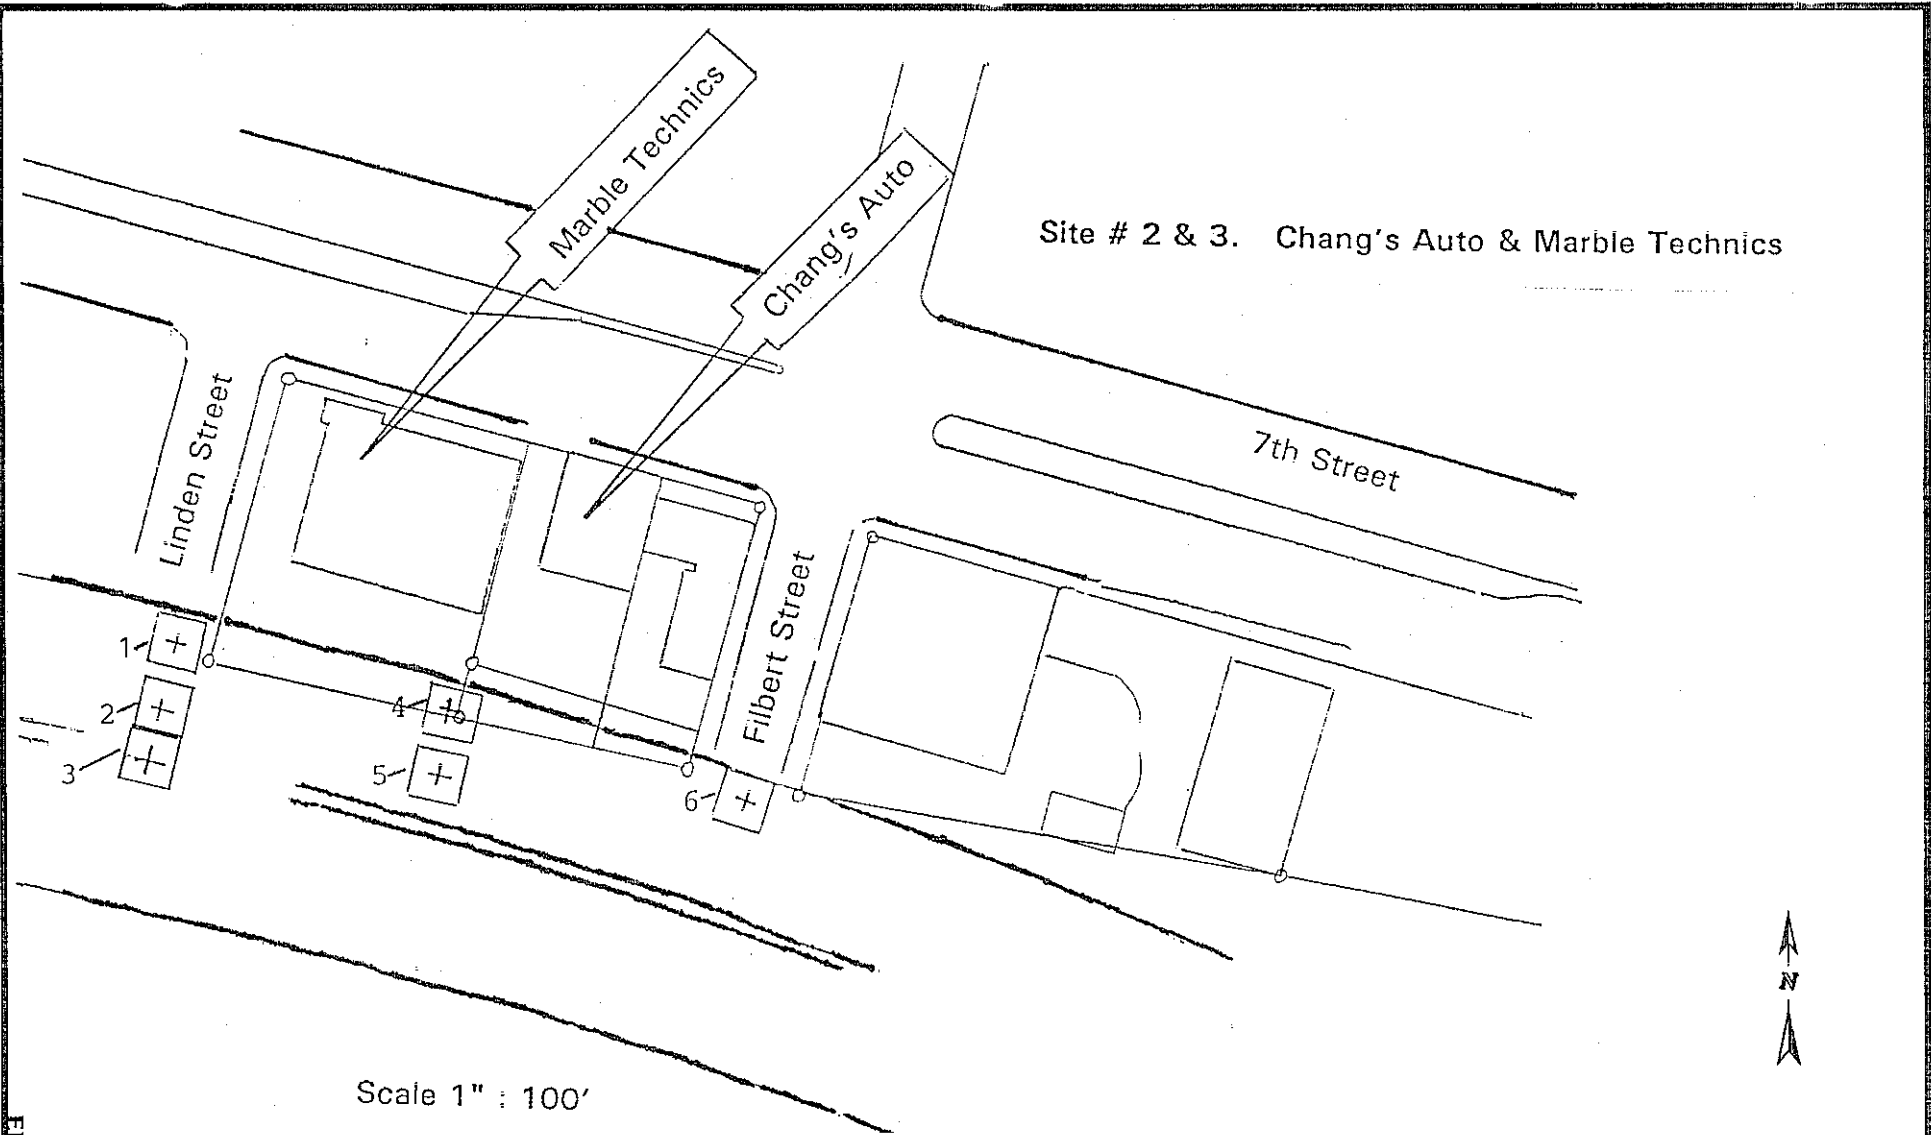 Marble Technics
Chang's Auto
Site # 2 & 3. Chang's Auto & Marble Technics
7th Street
Linden Street
Filbert Street
1
2
3
4
5
6
N
Scale 1" : 100'